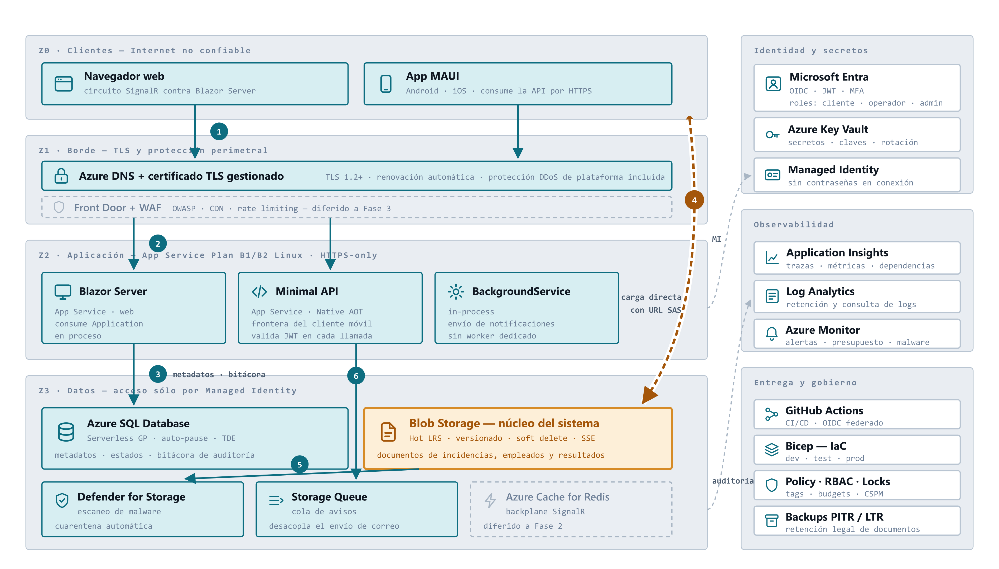 Z0 · Clientes — Internet no confiable
Navegador web
circuito SignalR contra Blazor Server
App MAUI
Android · iOS · consume la API por HTTPS
1
Z1 · Borde — TLS y protección perimetral
Azure DNS + certificado TLS gestionado
TLS 1.2+ · renovación automática · protección DDoS de plataforma incluida
Front Door + WAF
OWASP · CDN · rate limiting — diferido a Fase 3
4
2
Z2 · Aplicación — App Service Plan B1/B2 Linux · HTTPS-only
Blazor Server
App Service · web
consume Application
en proceso
Minimal API
App Service · Native AOT
frontera del cliente móvil
valida JWT en cada llamada
BackgroundService
in-process
envío de notificaciones
sin worker dedicado
carga directa
con URL SAS
3
metadatos · bitácora
6
Z3 · Datos — acceso sólo por Managed Identity
Azure SQL Database
Serverless GP · auto-pause · TDE
metadatos · estados · bitácora de auditoría
Blob Storage — núcleo del sistema
Hot LRS · versionado · soft delete · SSE
documentos de incidencias, empleados y resultados
5
Defender for Storage
escaneo de malware
cuarentena automática
Storage Queue
cola de avisos
desacopla el envío de correo
Azure Cache for Redis
backplane SignalR
diferido a Fase 2
MI
auditoría
Identidad y secretos
Microsoft Entra
OIDC · JWT · MFA
roles: cliente · operador · admin
Azure Key Vault
secretos · claves · rotación
Managed Identity
sin contraseñas en conexión
Observabilidad
Application Insights
trazas · métricas · dependencias
Log Analytics
retención y consulta de logs
Azure Monitor
alertas · presupuesto · malware
Entrega y gobierno
GitHub Actions
CI/CD · OIDC federado
Bicep — IaC
dev · test · prod
Policy · RBAC · Locks
tags · budgets · CSPM
Backups PITR / LTR
retención legal de documentos